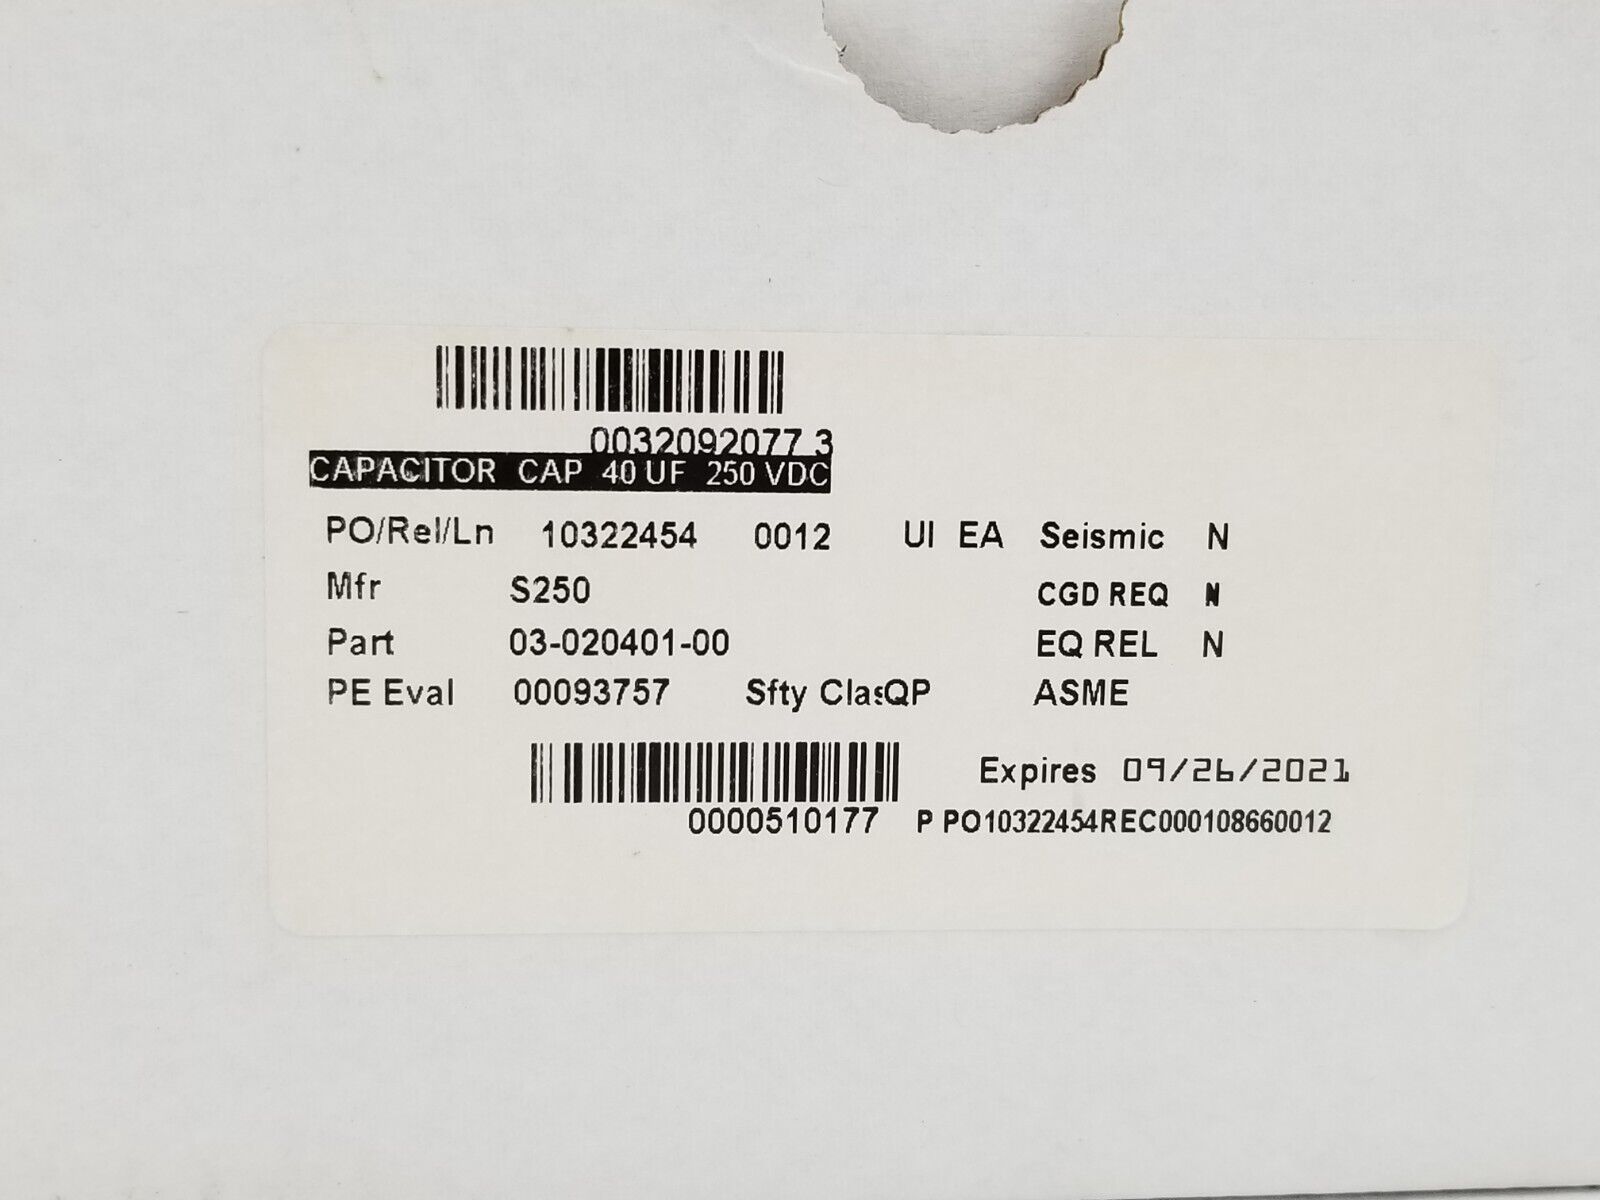 0032092077 3
CAPACITOR CAP 40 UF 250 VDC
PO/Rel/Ln 10322454 0012 UI EA Seismic N
Mfr S250 CGD REQ N
Part 03-020401-00 EQ REL N
PE Eval 00093757 Sfty ClasQP ASME
Expires 09/26/2021
0000510177 P PO10322454REC000108660012